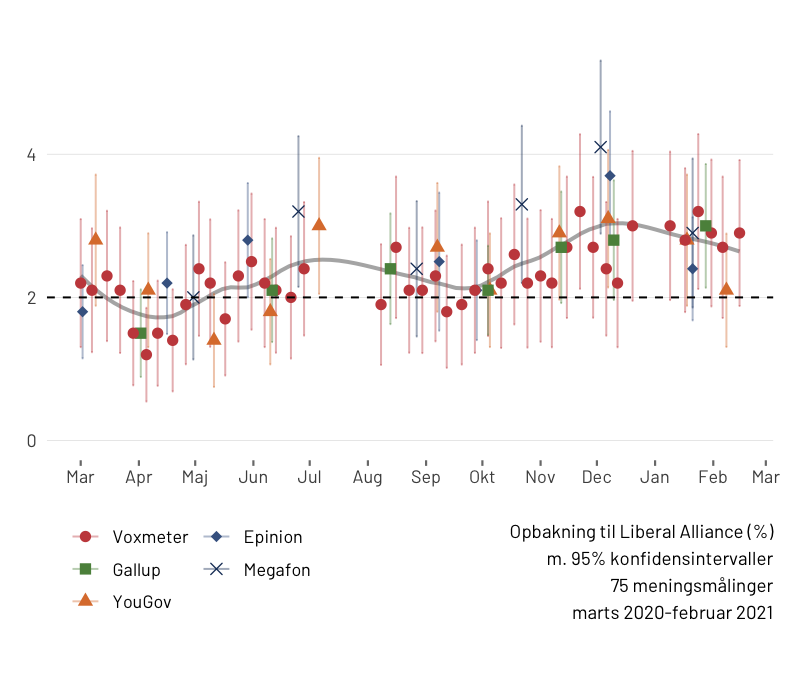 4
2
0
Mar Apr Maj Jun Jul Aug Sep Okt Nov Dec Jan Feb Mar
Voxmeter Epinion
Gallup Megafon
YouGov
Opbakning til Liberal Alliance (%)
m. 95% konfidensintervaller
75 meningsmålinger
marts 2020-februar 2021